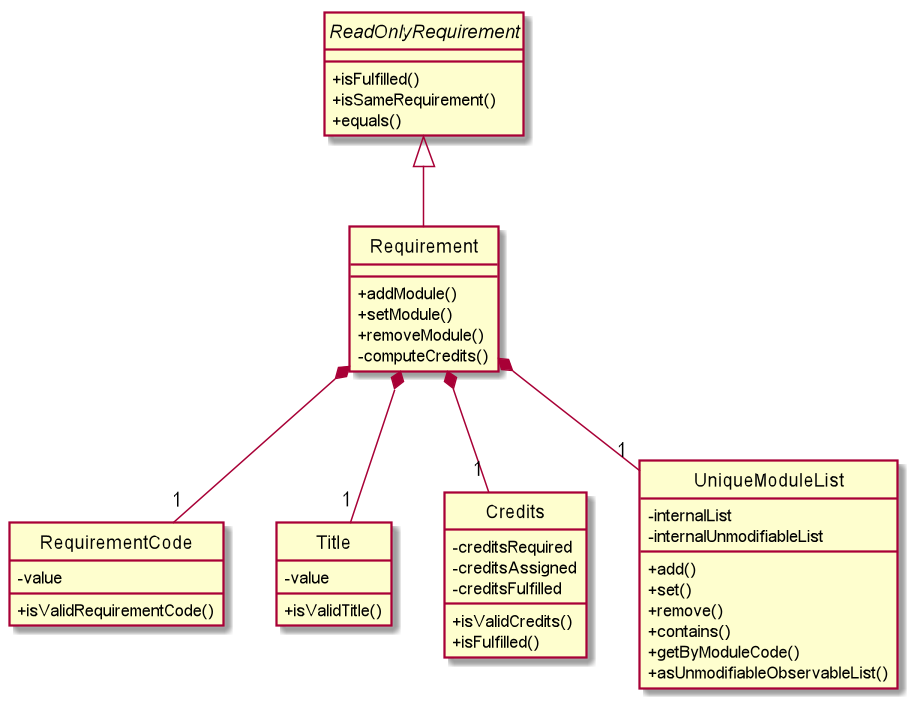 ReadOnlyRequirement
+isFulfilled()
+isSameRequirement()
+equals()
Requirement
+addModule()
+setModule()
+removeModule()
-computeCredits()
1
1
1
1
RequirementCode
-value
+isValidRequirementCode()
Title
-value
+isValidTitle()
Credits
-creditsRequired
-creditsAssigned
-creditsFulfilled
+isValidCredits()
+isFulfilled()
UniqueModuleList
-internalList
-internalUnmodifiableList
+add()
+set()
+remove()
+contains()
+getByModuleCode()
+asUnmodifiableObservableList()